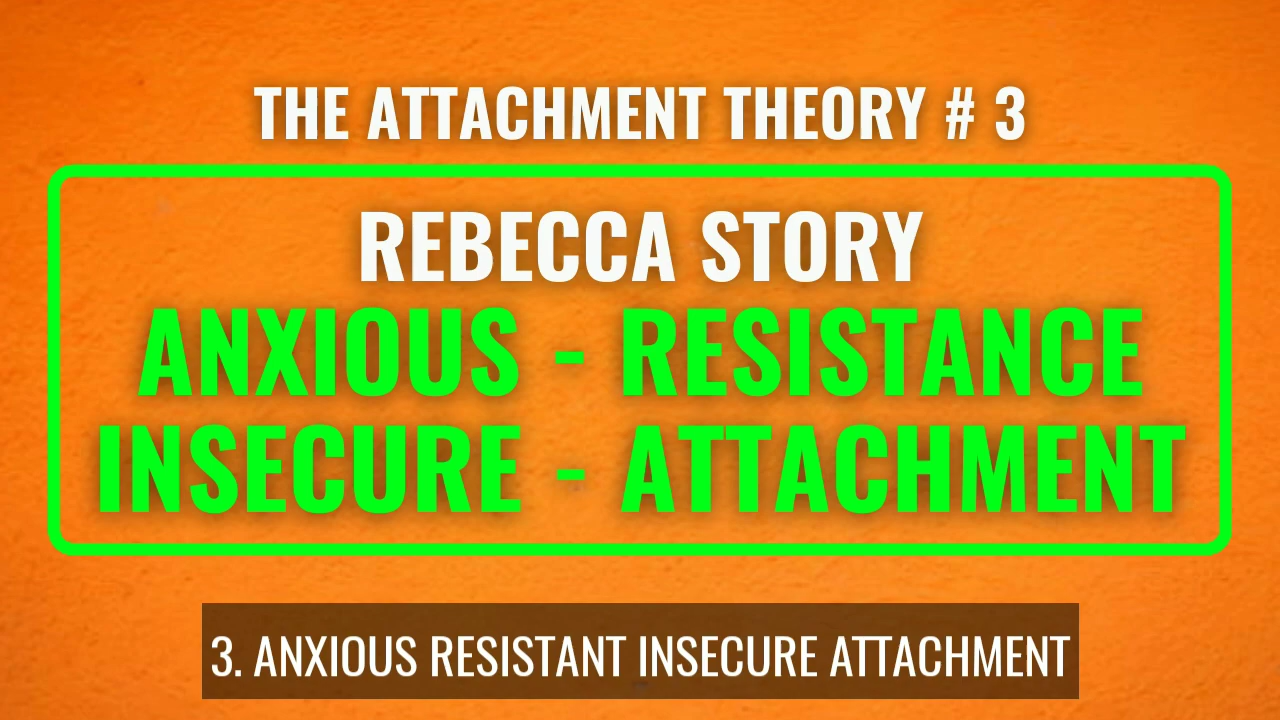 THE ATTACHMENT THEORY # 3
REBECCA STORY
ANXIOUS - RESISTANCE
INSECURE - ATTACHMENT
3. ANXIOUS RESISTANT INSECURE ATTACHMENT